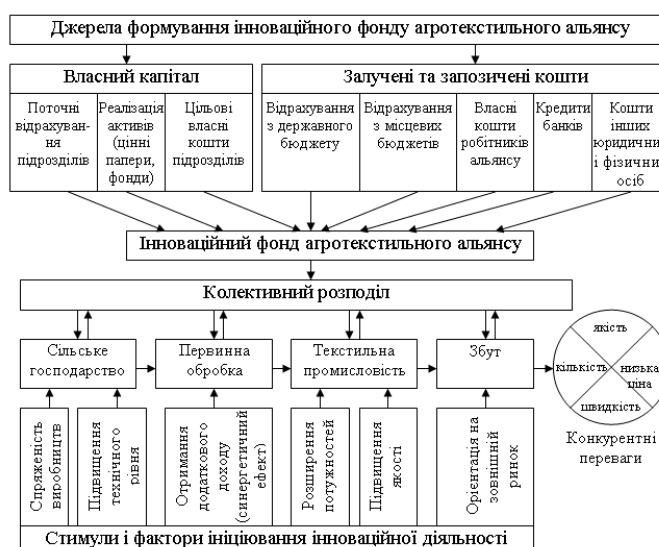 Джерела формування інноваційного фонду агротекстильного альянсу
Власний капітал
Залучені та запозичені кошти
Поточні
відрахуван-
ня
підрозділів
Реалізація
активів
(цінні
папери,
фонди)
Цільові
власні
кошти
підрозділів
Відрахування
з державного
бюджету
Відрахування
з місцевих
бюджетів
Власні
кошти
робітників
альянсу
Кредити
банків
Кошти
інших
юридични
і фізичн
осіб
Інноваційний фонд агротекстильного альянсу
Колективний розподіл
Сільське
господарство
Первинна
обробка
Текстильна
промисловість
Збут
якість
кількість
низька
ціна
швидкість
Конкурентні
переваги
Спряженість
виробництв
Підвищення
технічного
рівня
Отримання
додаткового
доходу
(синергетичний
ефект)
Розширення
потужностей
Підвищення
якості
Орієнтація на
зовнішній
ринок
Стимули і фактори ініціювання інноваційної діяльності